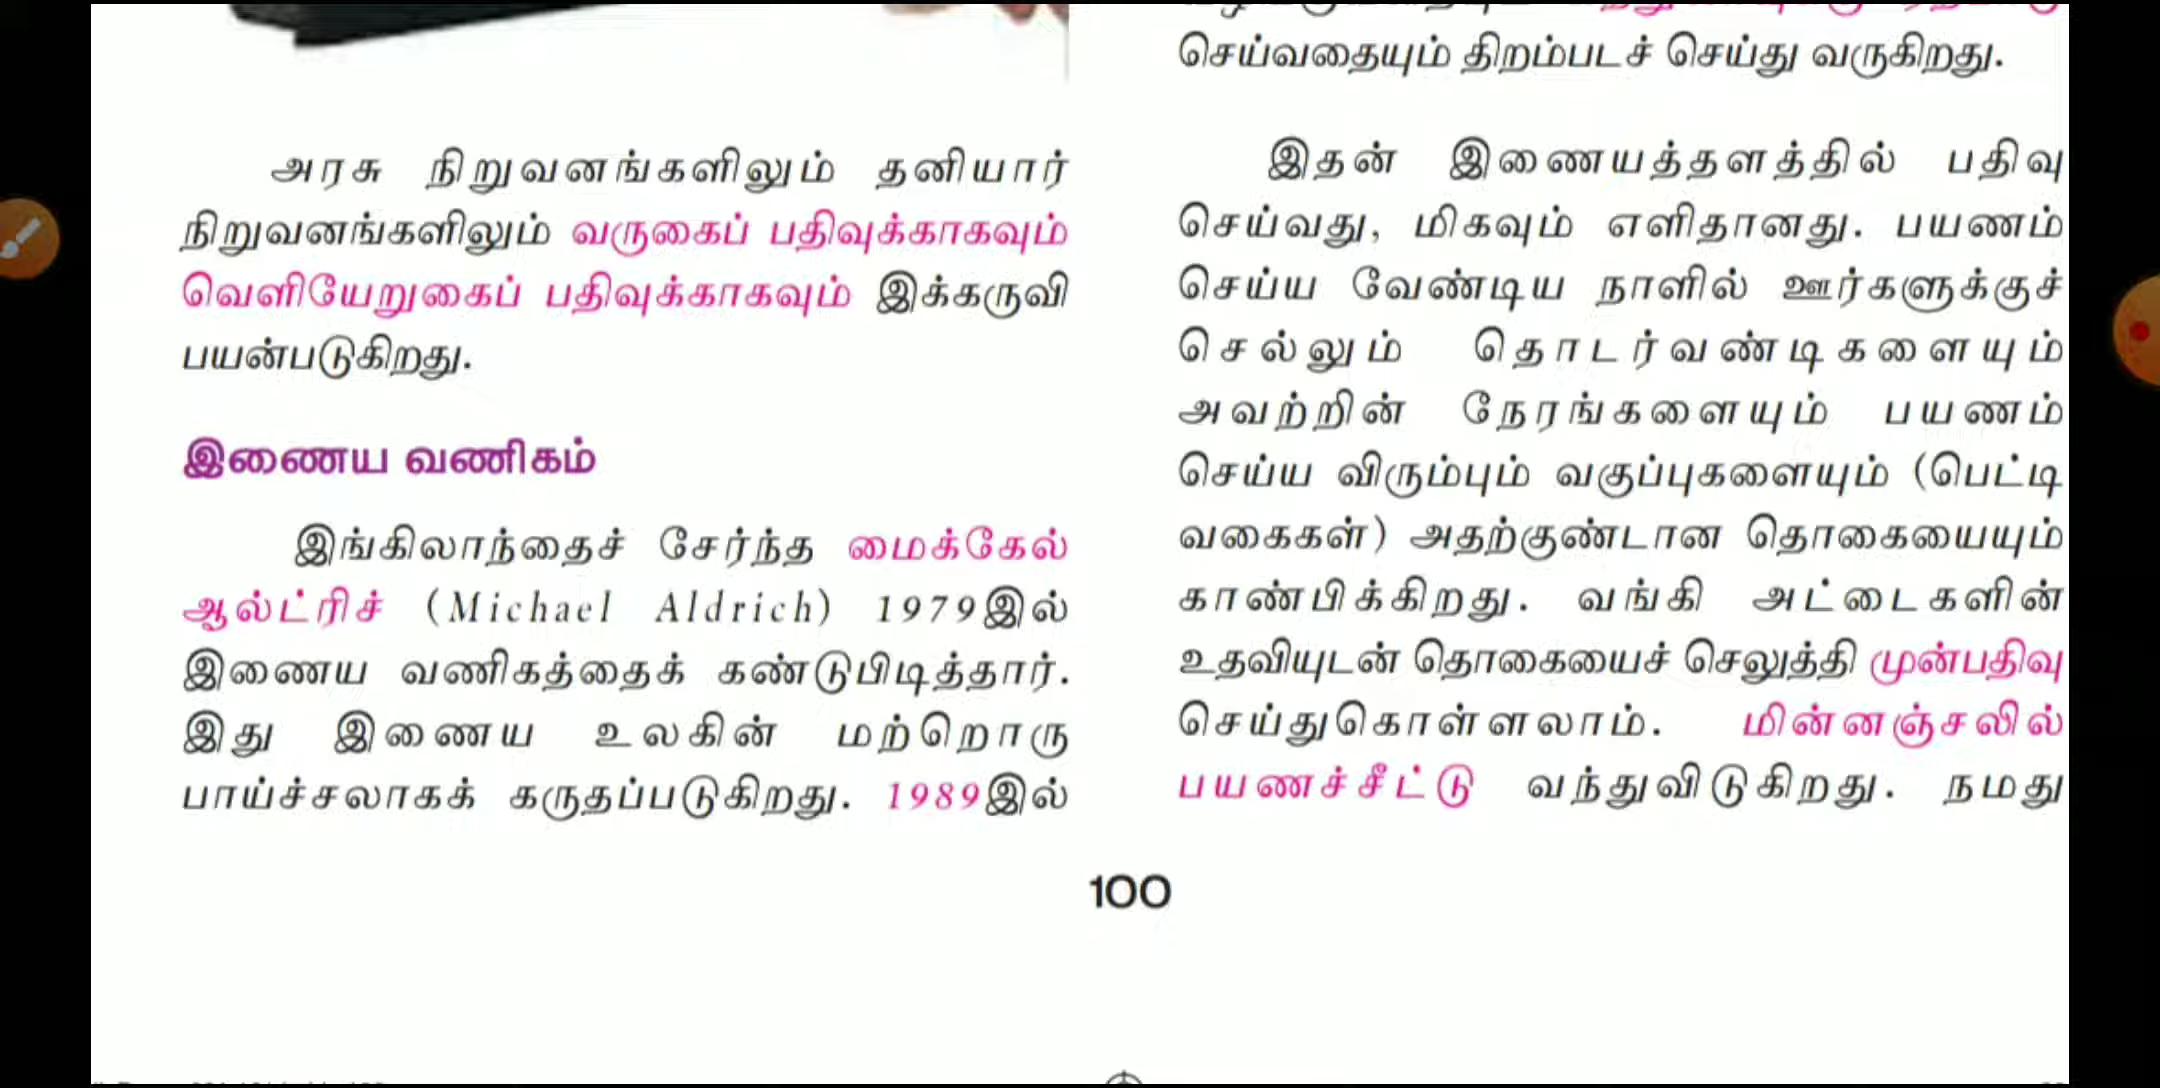 அரசு நிறுவனங்களிலும் தனியார்
நிறுவனங்களிலும் வருகைப் பதிவுக்காகவும்
வெளியேறுகைப் பதிவுக்காகவும் இக்கருவி
பயன்படுகிறது.
இணைய வணிகம்
இங்கிலாந்தைச் சேர்ந்த மைக்கேல்
ஆல்ட்ரிச் (Michael Aldrich) 1979இல்
இணைய வணிகத்தைக் கண்டுபிடித்தார்.
இது இணைய உலகின் மற்றொரு
பாய்ச்சலாகக் கருதப்படுகிறது. 1989இல்
செய்வதையும் திறம்படச் செய்து வருகிறது.
இதன் இணையத்தளத்தில் பதிவு
செய்வது, மிகவும் எளிதானது. பயணம்
செய்ய வேண்டிய நாளில் ஊர்களுக்குச்
செல்லும் தொடர்வண்டிகளையும்
அவற்றின் நேரங்களையும் பயணம்
செய்ய விரும்பும் வகுப்புகளையும் (பெட்டி
வகைகள்) அதற்குண்டான தொகையையும்
காண்பிக்கிறது. வங்கி அட்டைகளின்
உதவியுடன் தொகையைச் செலுத்தி முன்பதிவு
செய்துகொள்ளலாம். மின்னஞ்சலில்
பயணச்சீட்டு வந்துவிடுகிறது. நமது
100